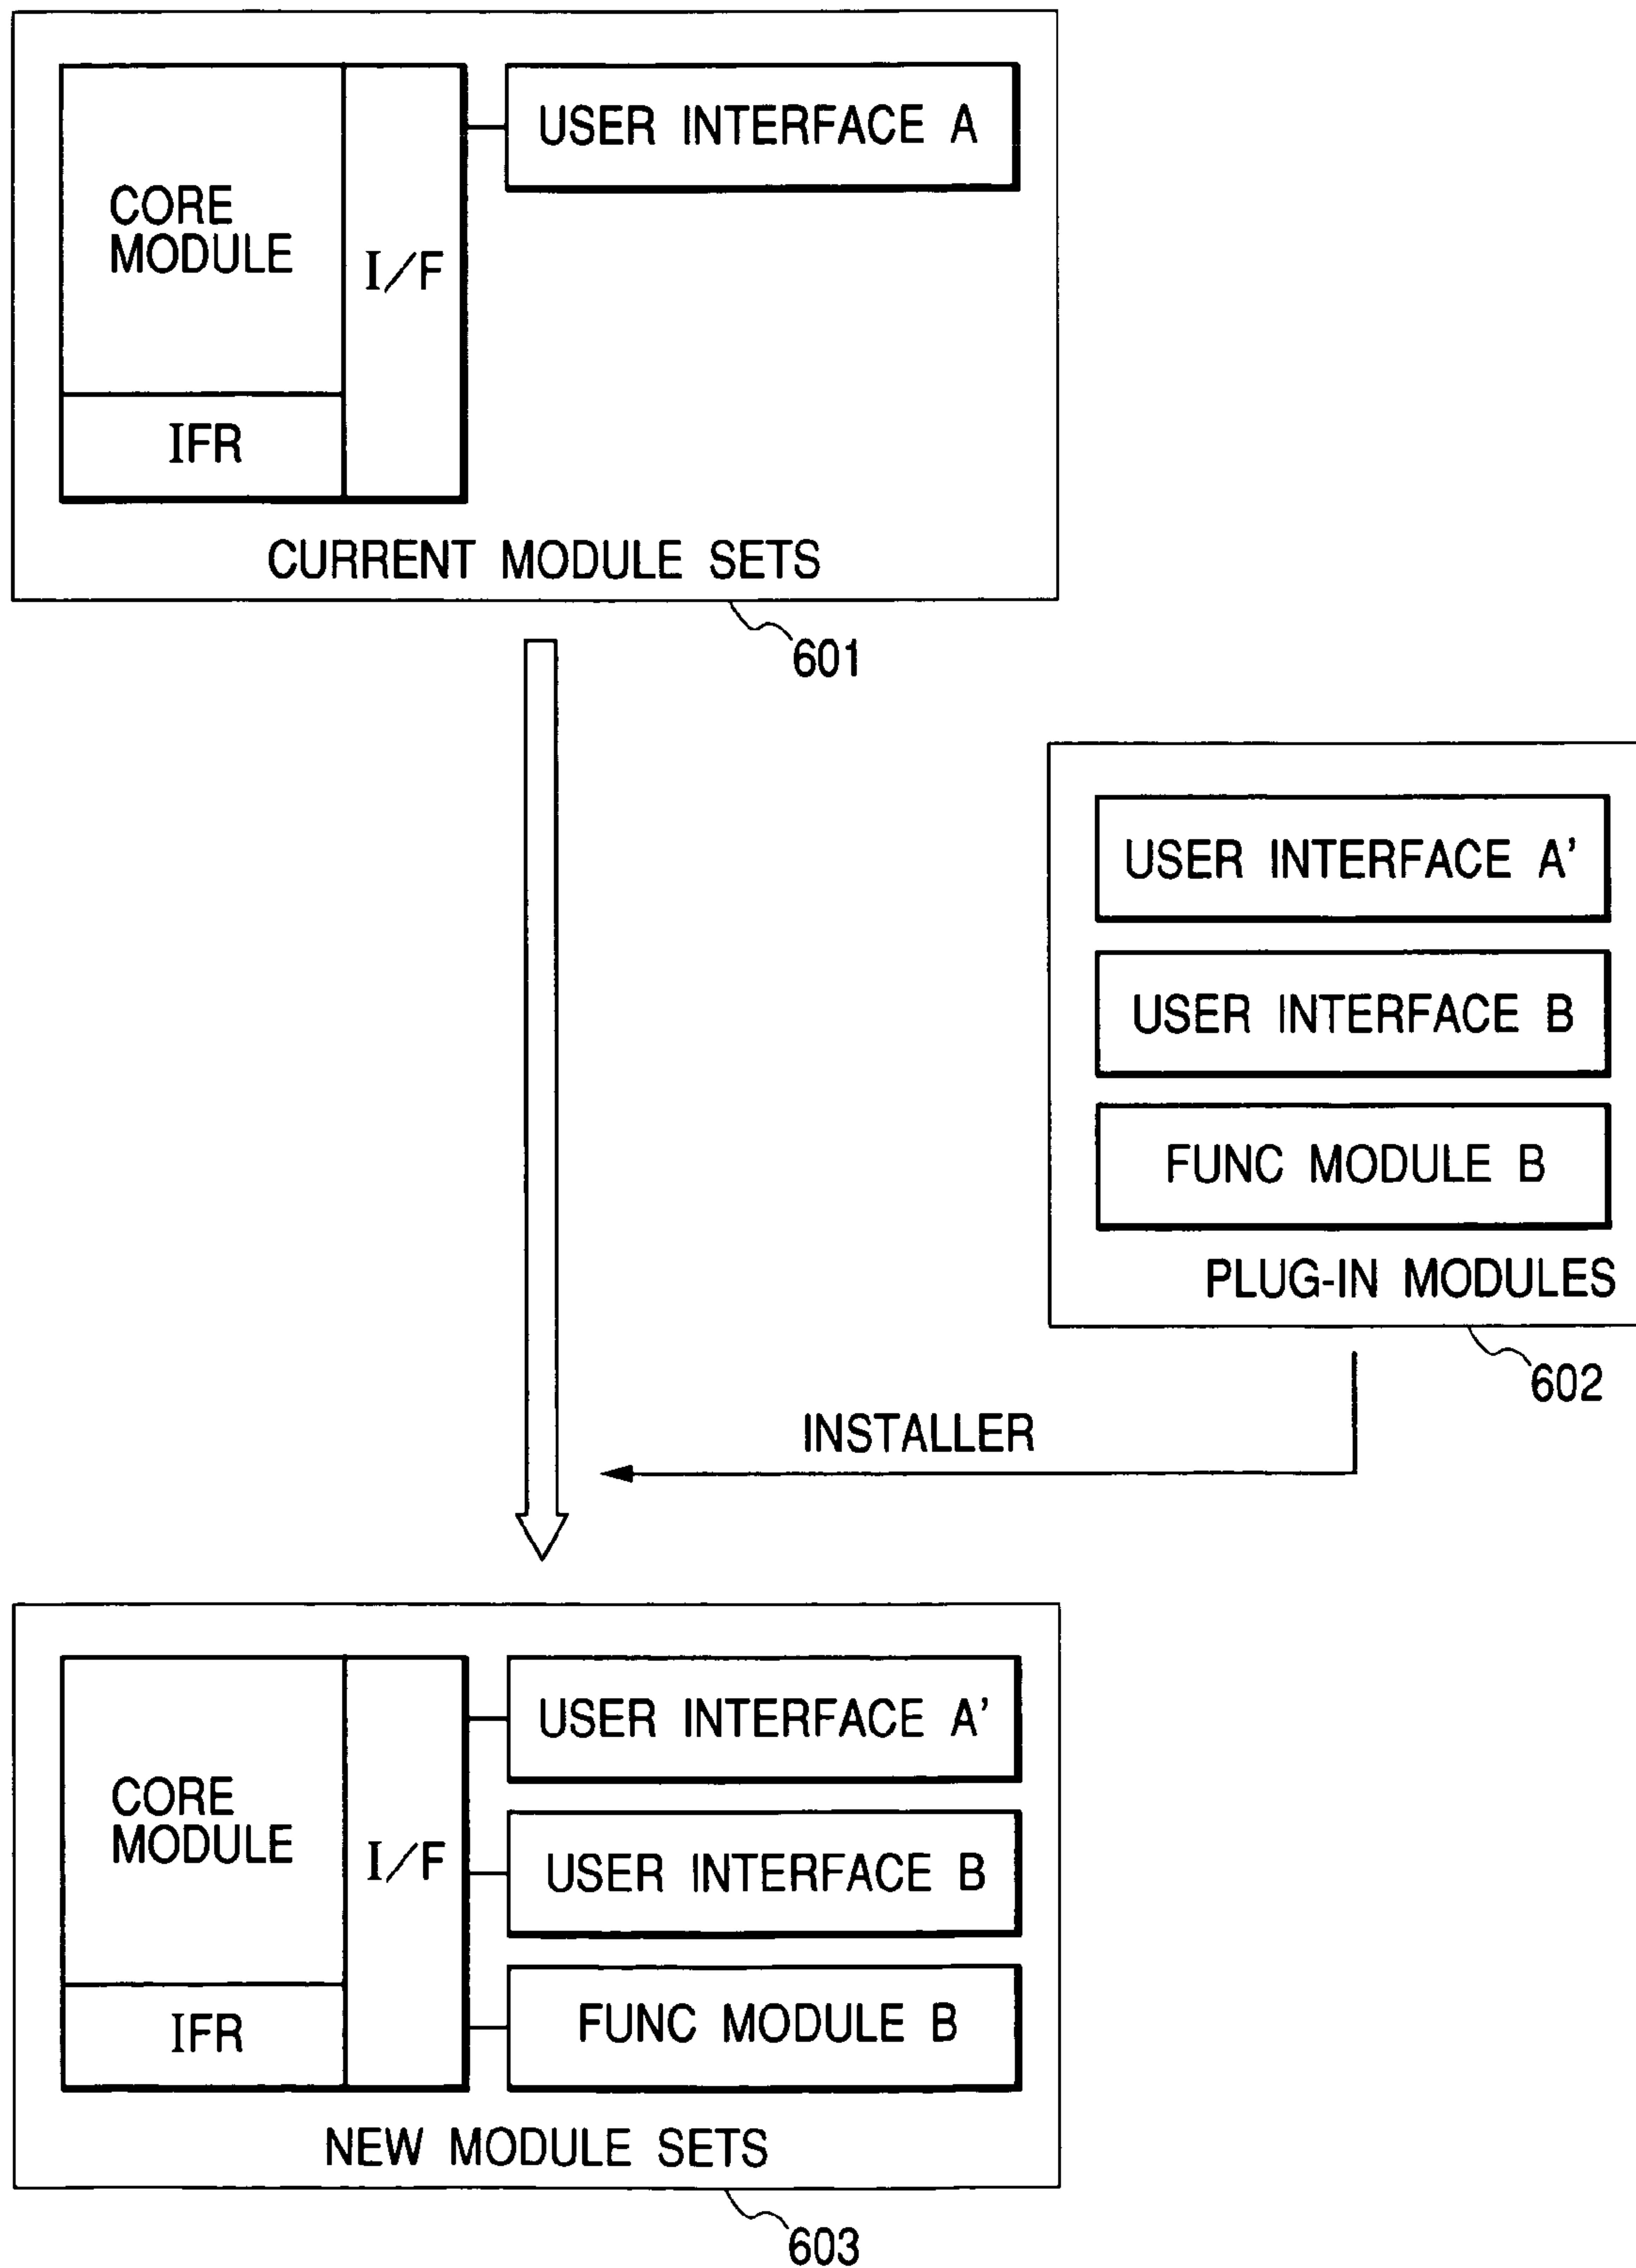 USER INTERFACE A
CORE
MODULE
I/F
IFR
CURRENT MODULE SETS
601
USER INTERFACE A'
USER INTERFACE B
FUNC MODULE B
PLUG-IN MODULES
602
INSTALLER
USER INTERFACE A'
CORE
MODULE
I/F
USER INTERFACE B
IFR
FUNC MODULE B
NEW MODULE SETS
603